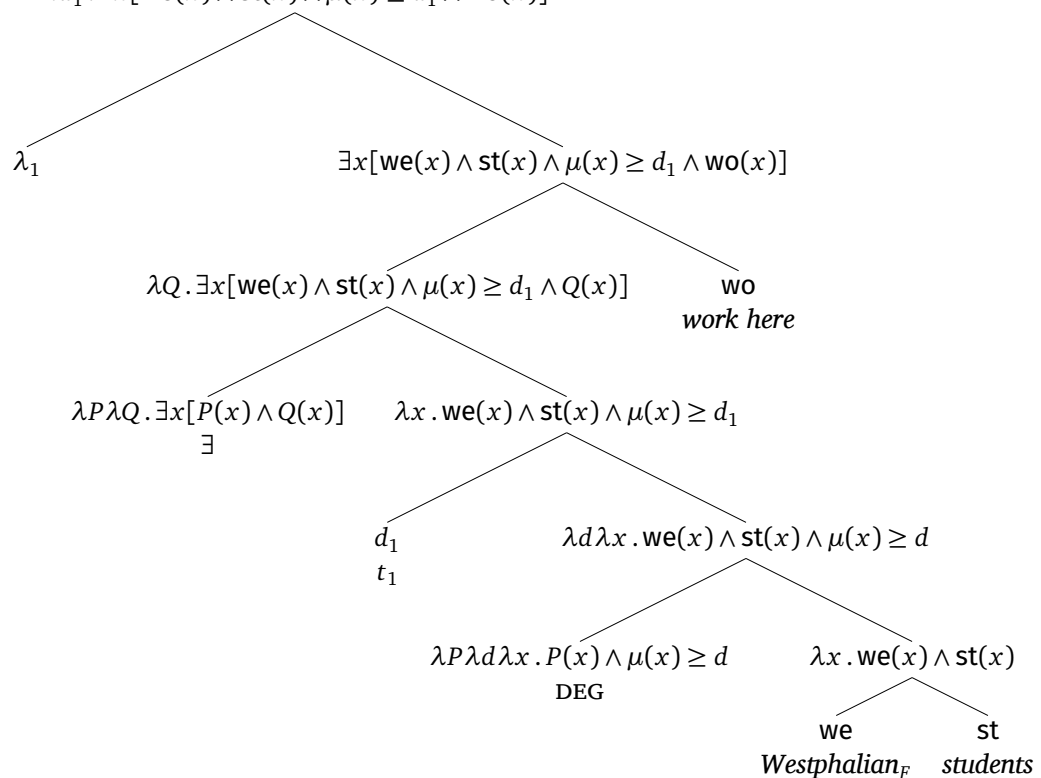 λ₁ ∃x[we(x) ∧ st(x) ∧ μ(x) ≥ d₁ ∧ wo(x)]
λQ . ∃x[we(x) ∧ st(x) ∧ μ(x) ≥ d₁ ∧ Q(x)] wo
work here
λPλQ . ∃x[P(x) ∧ Q(x)] λx . we(x) ∧ st(x) ∧ μ(x) ≥ d₁
∃
d₁ λdλx . we(x) ∧ st(x) ∧ μ(x) ≥ d
t₁
λPλdλx . P(x) ∧ μ(x) ≥ d λx . we(x) ∧ st(x)
DEG
we st
Westphalian_F students